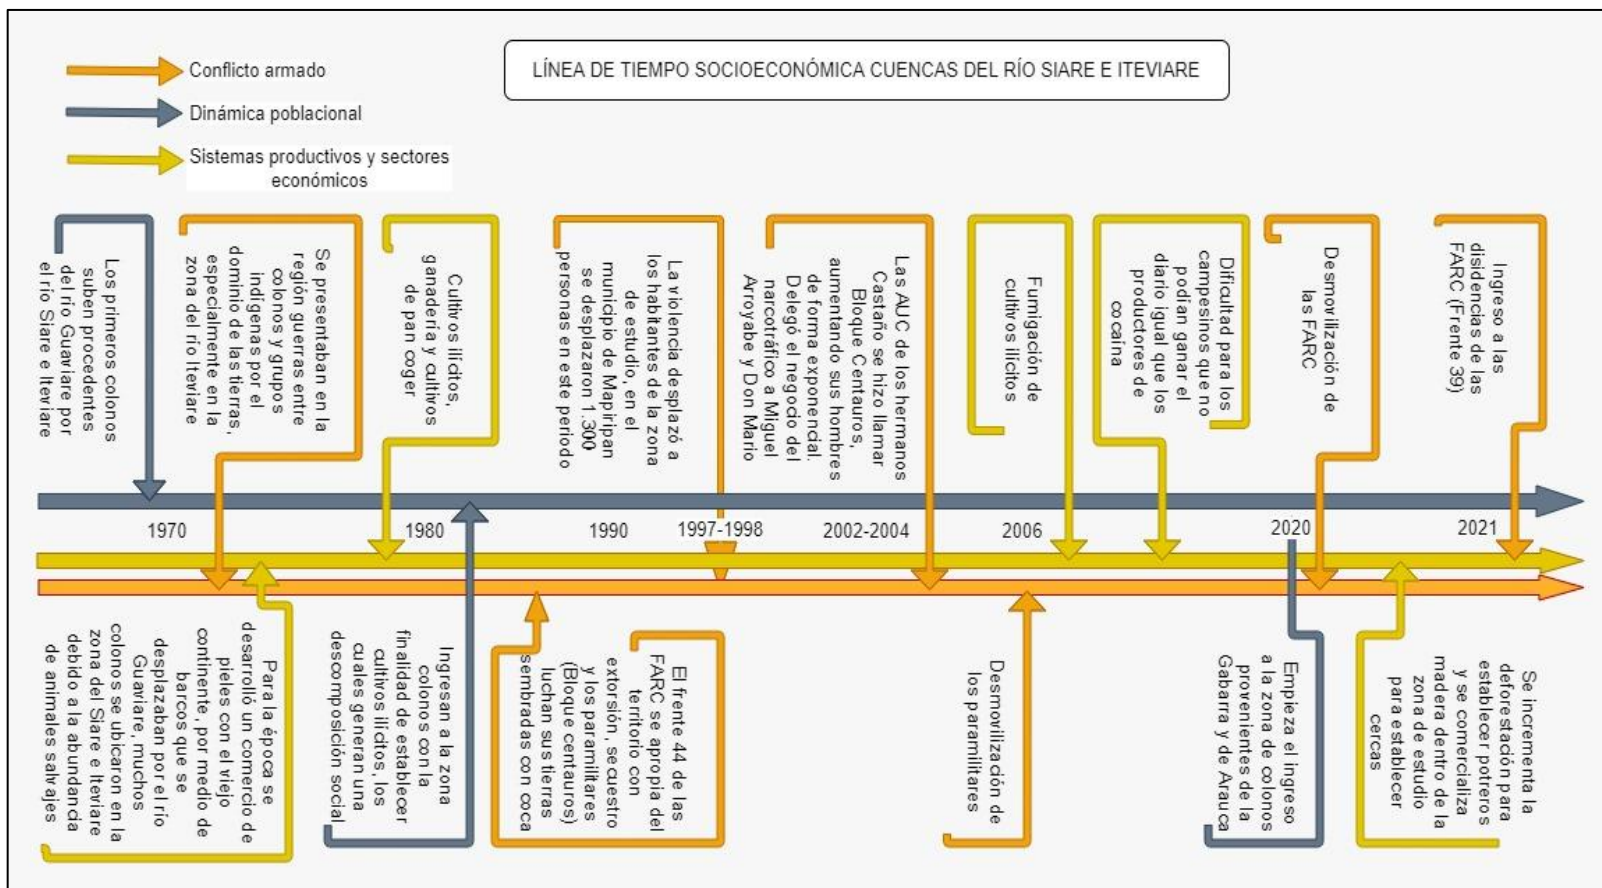 LÍNEA DE TIEMPO SOCIOECONÓMICA CUENCAS DEL RÍO SIARE E ITEVIARE
Conflicto armado
Dinámica poblacional
Sistemas productivos y sectores
económicos
Los primeros colonos
suben procedentes
del río Guaviare por
el río Siare e Iteviare
Se presentaban en la
región guerras entre
colonos y grupos
indígenas por el
dominio de las tierras,
especialmente en la
zona del río Iteviare
Cultivos ilícitos,
ganadería y cultivos
de pan coger
La violencia desplazó a
los habitantes de la zona
de estudio, en el
municipio de Mapiripan
se desplazaron 1.300
personas en este periodo
Las AUC de los hermanos
Castaño se hizo llamar
Bloque Centauros,
aumentando sus hombres
de forma exponencial.
Delegó el negocio del
narcotráfico a Miguel
Arroyabe y Don Mario
Fumigación de
cultivos ilícitos
Dificultad para los
campesinos que no
podían ganar el
diario igual que los
productores de
cocaína
Desmovilización de
las FARC
Ingreso a las
disidencias de las
FARC (Frente 39)
1970
1980
1990
1997-1998
2002-2004
2006
2020
2021
Para la época se
desarrolló un comercio de
pieles con el viejo
continente, por medio de
barcos que se
desplazaban por el río
Guaviare, muchos
colonos se ubicaron en la
zona del Siare e Iteviare
debido a la abundancia
de animales salvajes
Ingresan a la zona
colonos con la
finalidad de establecer
cultivos ilícitos, los
cuales generan una
descomposición social
El frente 44 de las
FARC se apropia del
territorio con
extorsión, secuestro
y los paramilitares
(Bloque centauros)
luchan sus tierras
sembradas con coca
Desmovilización de
los paramilitares
Empieza el ingreso
a la zona de colonos
provenientes de la
Gabarra y de Arauca
Se incrementa la
deforestación para
establecer potreros
y se comercializa
madera dentro de la
zona de estudio
para establecer
cercas